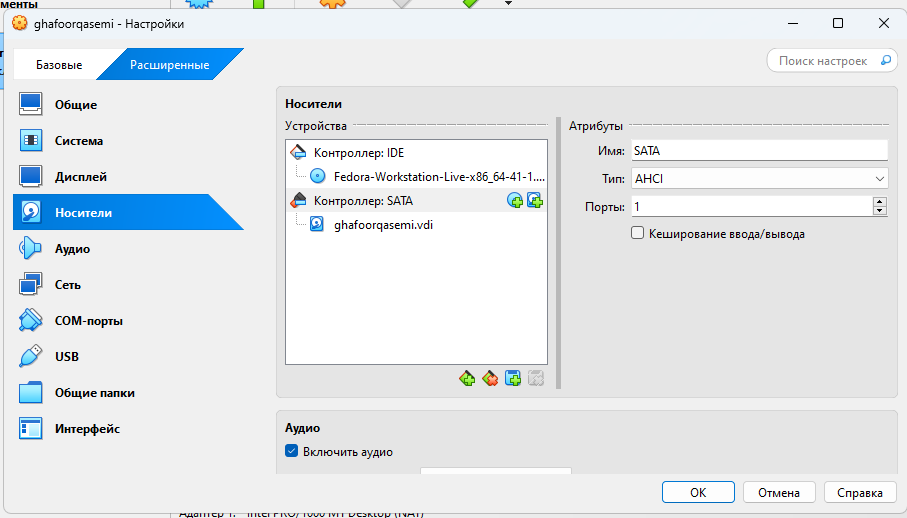 менты
ghafoorqasemi - Настройки
Базовые
Расширенные
Поиск настроек
Общие
Система
Дисплей
Носители
Аудио
Сеть
COM-порты
USB
Общие папки
Интерфейс
Носители
Устройства
Контроллер: IDE
Fedora-Workstation-Live-x86_64-41-1....
Контроллер: SATA
ghafoorqasemi.vdi
Атрибуты
Имя: SATA
Тип: AHCI
Порты: 1
Кеширование ввода/вывода
Аудио
Включить аудио
OK
Отмена
Справка
Адаптер 1: Intel PRO/1000 MT Desktop (NAT)